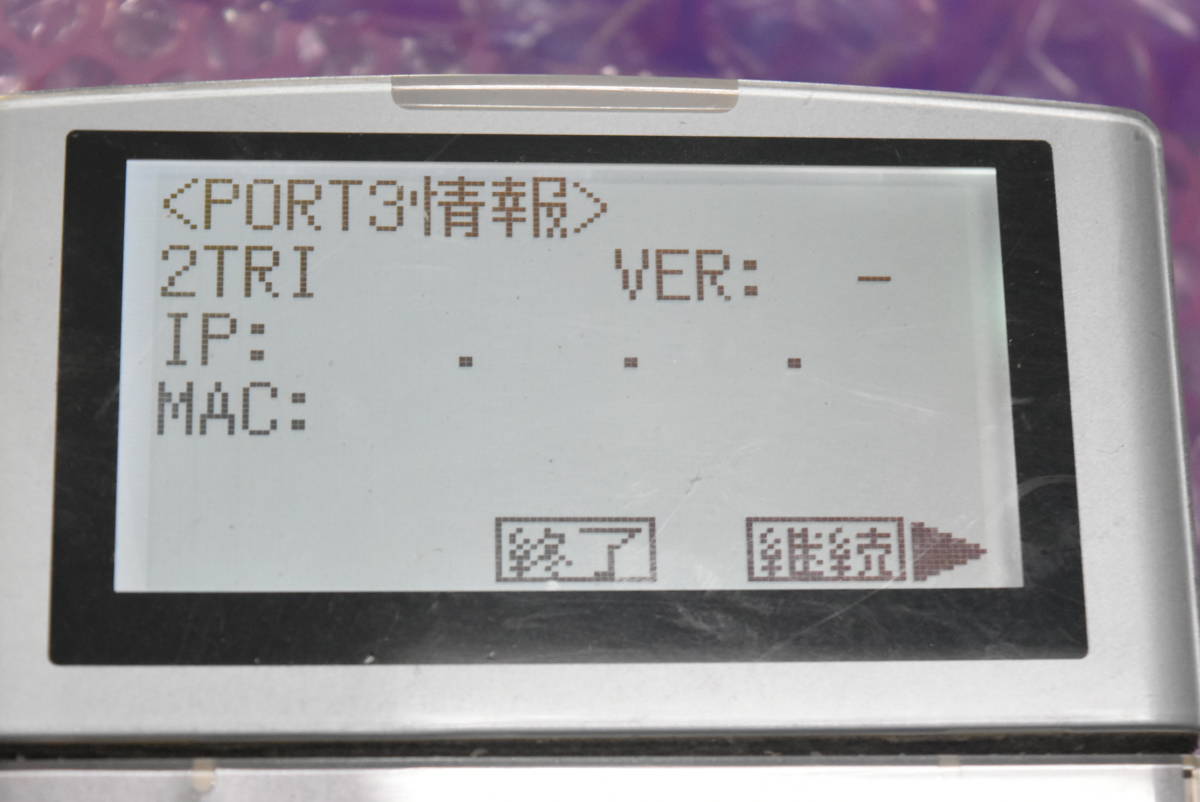 <PORT3情報>
2TRI VER: -
IP: . . .
MAC:
終了 継続